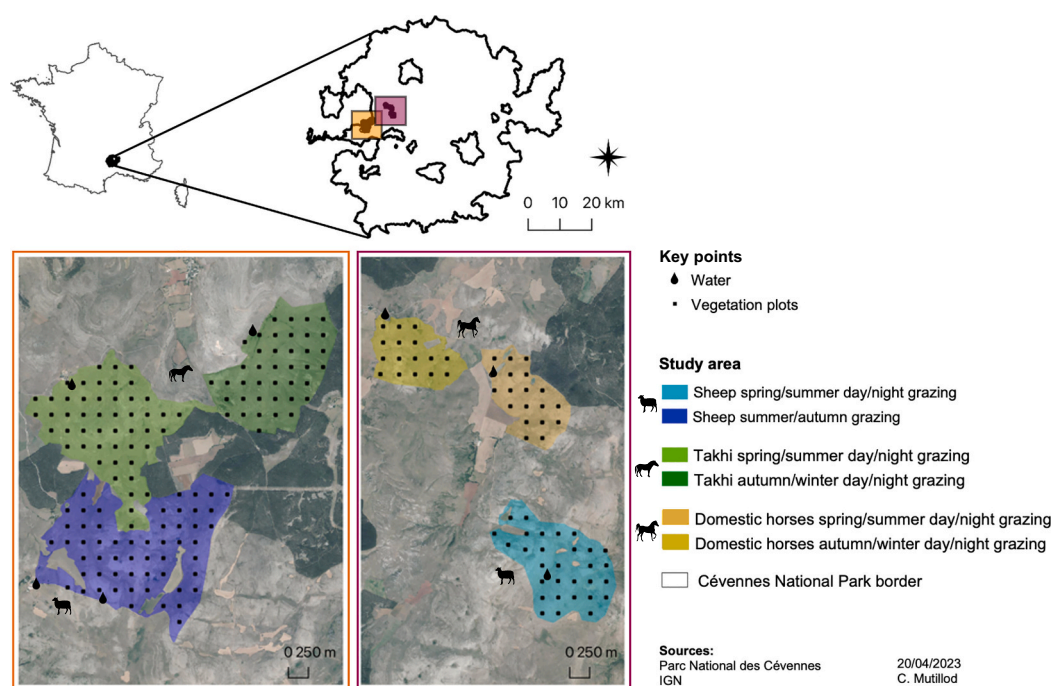 0 10 20 km
Key points
Water
Vegetation plots
Study area
Sheep spring/summer day/night grazing
Sheep summer/autumn grazing
Takhi spring/summer day/night grazing
Takhi autumn/winter day/night grazing
Domestic horses spring/summer day/night grazing
Domestic horses autumn/winter day/night grazing
Cévennes National Park border
0 250 m
0 250 m
Sources:
Parc National des Cévennes 20/04/2023
IGN C. Mutillod